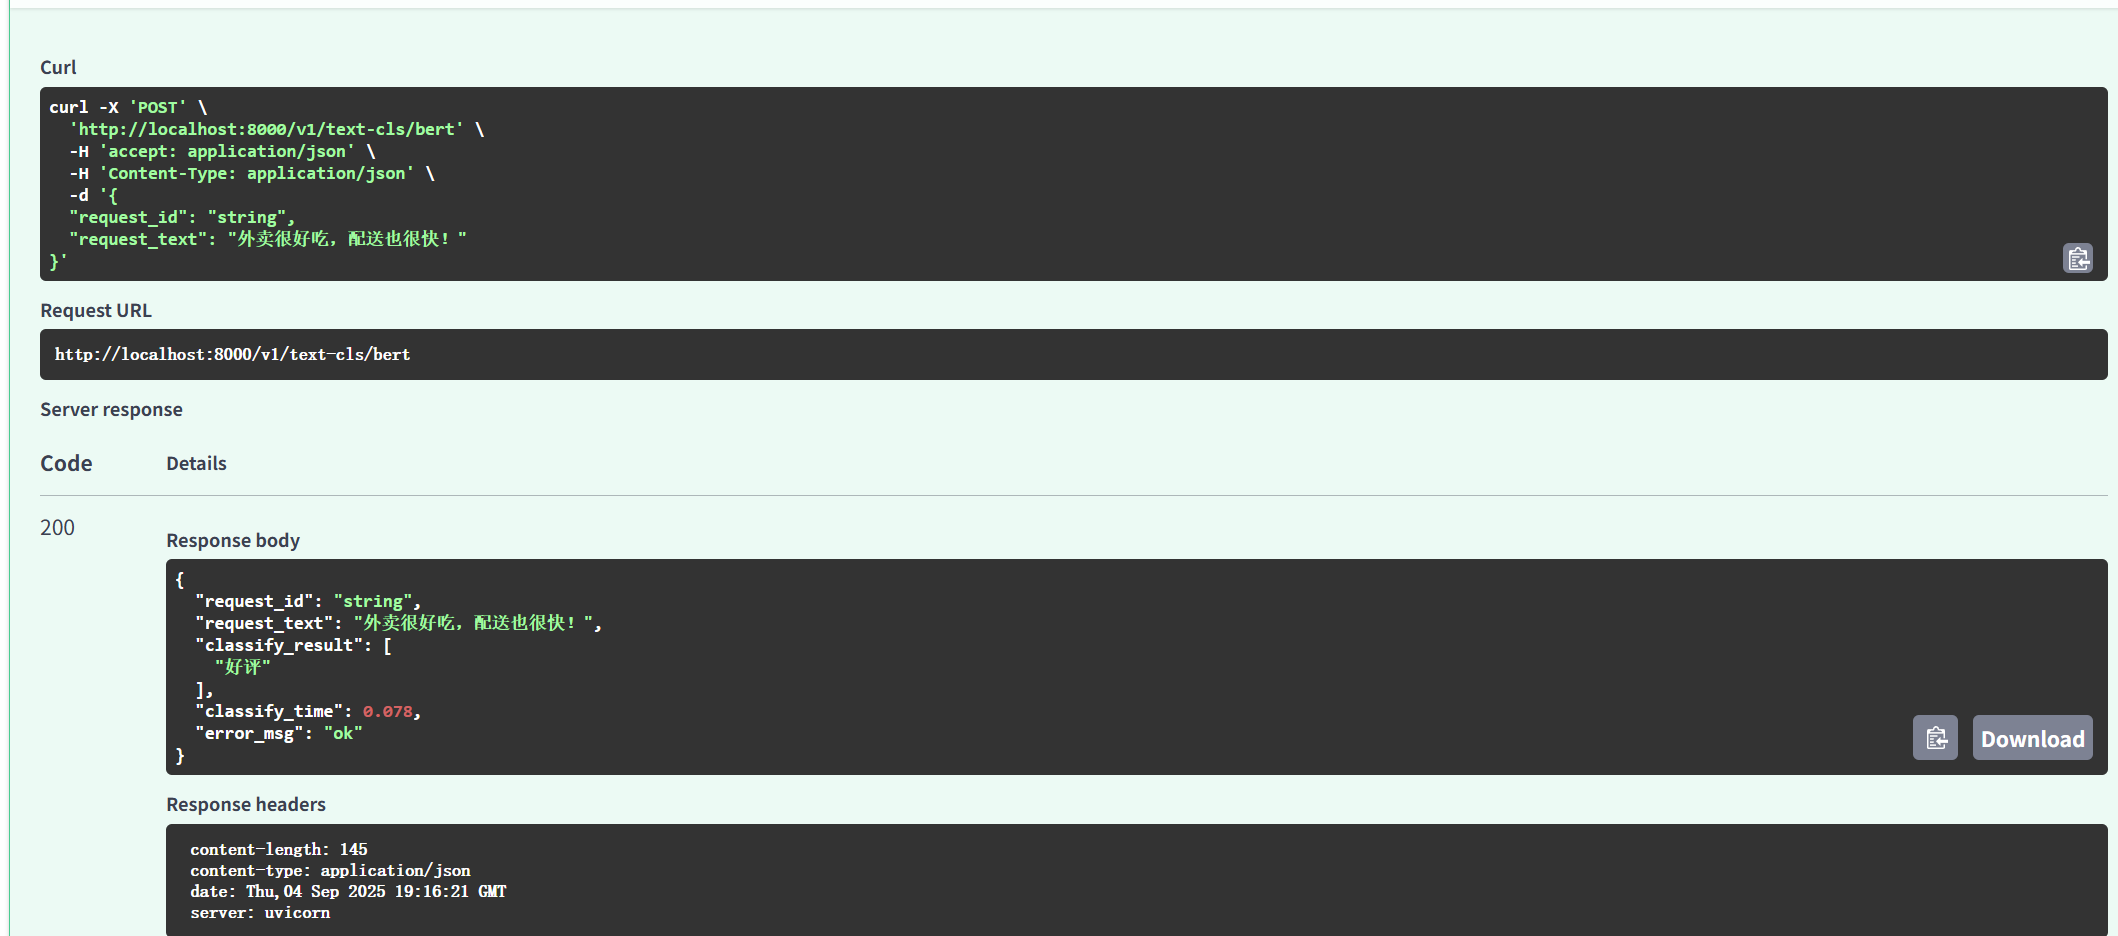 Curl
curl -X 'POST' \
  'http://localhost:8000/v1/text-cls/bert' \
  -H 'accept: application/json' \
  -H 'Content-Type: application/json' \
  -d '{
  "request_id": "string",
  "request_text": "外卖很好吃，配送也很快！"
}'
Request URL
http://localhost:8000/v1/text-cls/bert
Server response
Code Details
200
Response body
{
  "request_id": "string",
  "request_text": "外卖很好吃，配送也很快！",
  "classify_result": [
    "好评"
  ],
  "classify_time": 0.078,
  "error_msg": "ok"
}
Download
Response headers
content-length: 145
content-type: application/json
date: Thu,04 Sep 2025 19:16:21 GMT
server: uvicorn